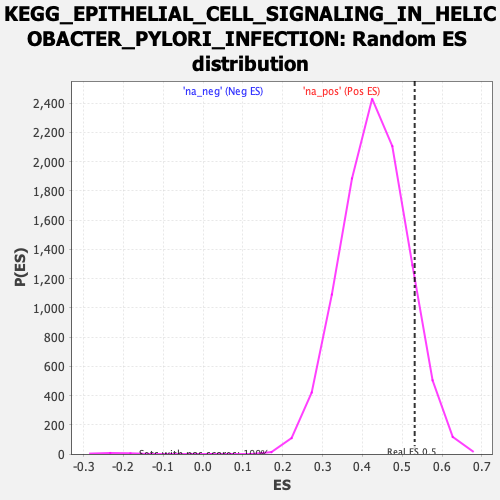 KEGG_EPITHELIAL_CELL_SIGNALING_IN_HELIC
OBACTER_PYLORI_INFECTION: Random ES
distribution
'na_neg' (Neg ES) 'na_pos' (Pos ES)
2,400
2,200
2,000
1,800
1,600
1,400
1,200
1,000
800
600
400
200
0
P(ES)
Sets with pos scores: 100%
Real ES 0.5
-0.3 -0.2 -0.1 0.0 0.1 0.2 0.3 0.4 0.5 0.6 0.7
ES